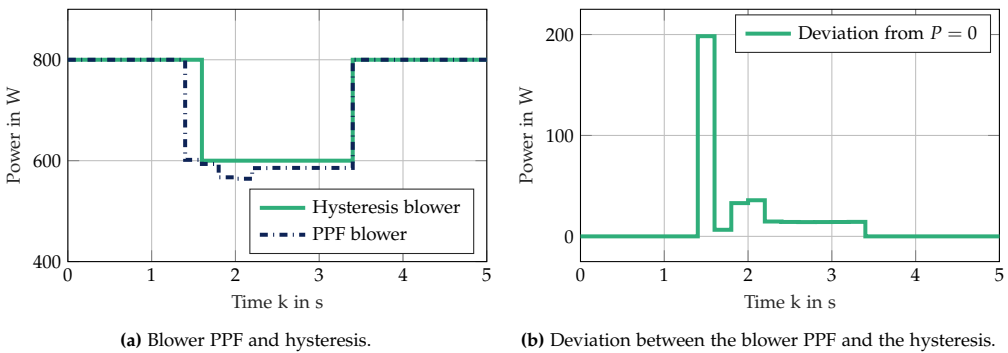 800
600
400
0
1
2
3
4
5
Power in W
Time k in s
Hysteresis blower
PPF blower
(a) Blower PPF and hysteresis.
200
100
0
0
1
2
3
4
5
Power in W
Time k in s
Deviation from P = 0
(b) Deviation between the blower PPF and the hysteresis.